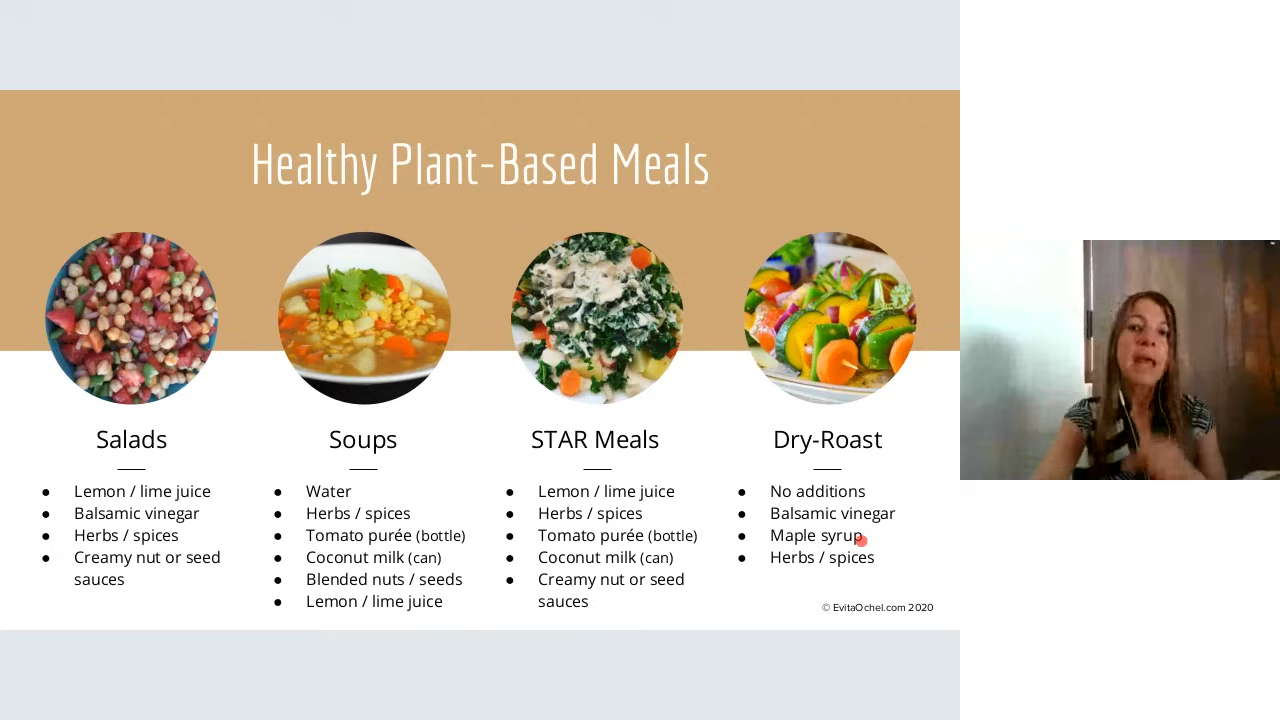 Healthy Plant-Based Meals
Salads
● Lemon / lime juice
● Balsamic vinegar
● Herbs / spices
● Creamy nut or seed
sauces
Soups
● Water
● Herbs / spices
● Tomato purée (bottle)
● Coconut milk (can)
● Blended nuts / seeds
● Lemon / lime juice
STAR Meals
● Lemon / lime juice
● Herbs / spices
● Tomato purée (bottle)
● Coconut milk (can)
● Creamy nut or seed
sauces
Dry-Roast
● No additions
● Balsamic vinegar
● Maple syrup
● Herbs / spices
© EvitaOchel.com 2020